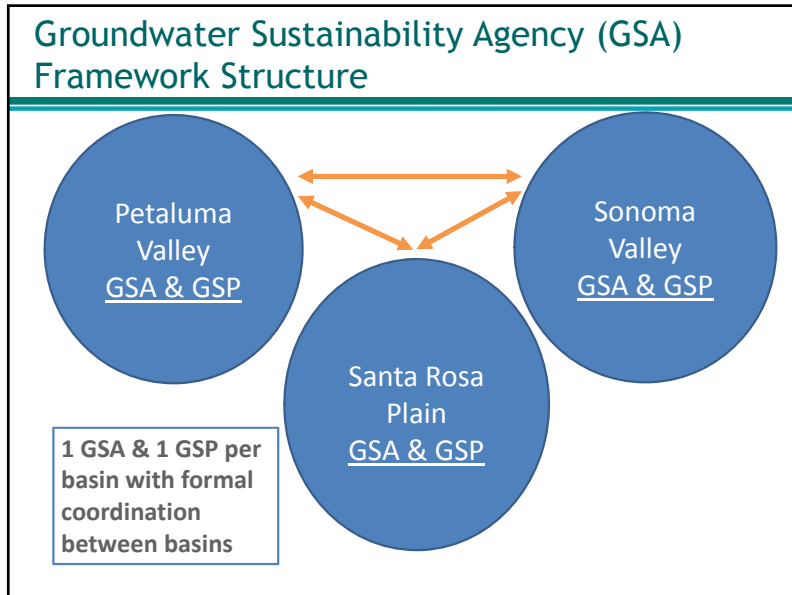 Groundwater Sustainability Agency (GSA)
Framework Structure
Petaluma
Valley
GSA & GSP
Sonoma
Valley
GSA & GSP
Santa Rosa
Plain
GSA & GSP
1 GSA & 1 GSP per
basin with formal
coordination
between basins